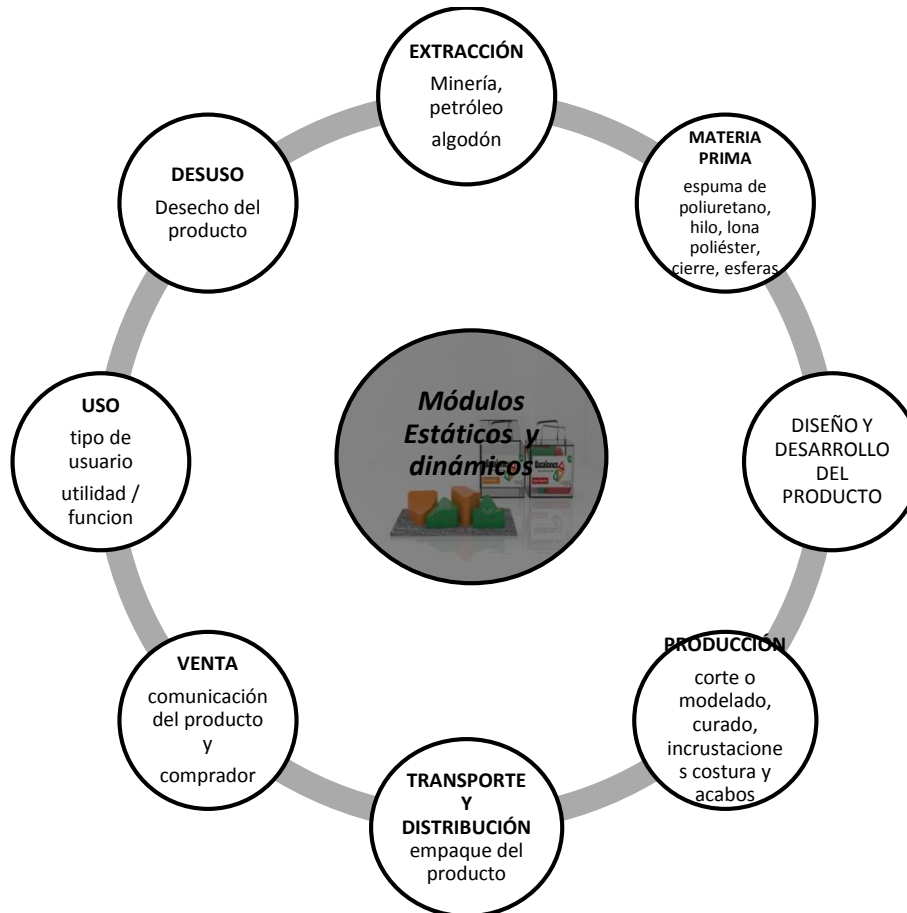 EXTRACCIÓN
Minería,
petróleo
algodón
MATERIA
PRIMA
espuma de
poliuretano,
hilo, lona
poliéster,
cierre, esferas
DISEÑO Y
DESARROLLO
DEL
PRODUCTO
PRODUCCIÓN
corte o
modelado,
curado,
incrustacione
s costura y
acabos
TRANSPORTE
Y
DISTRIBUCIÓN
empaque del
producto
VENTA
comunicación
del producto
y
comprador
USO
tipo de
usuario
utilidad /
funcion
DESUSO
Desecho del
producto
Módulos
Estáticos y
dinámicos